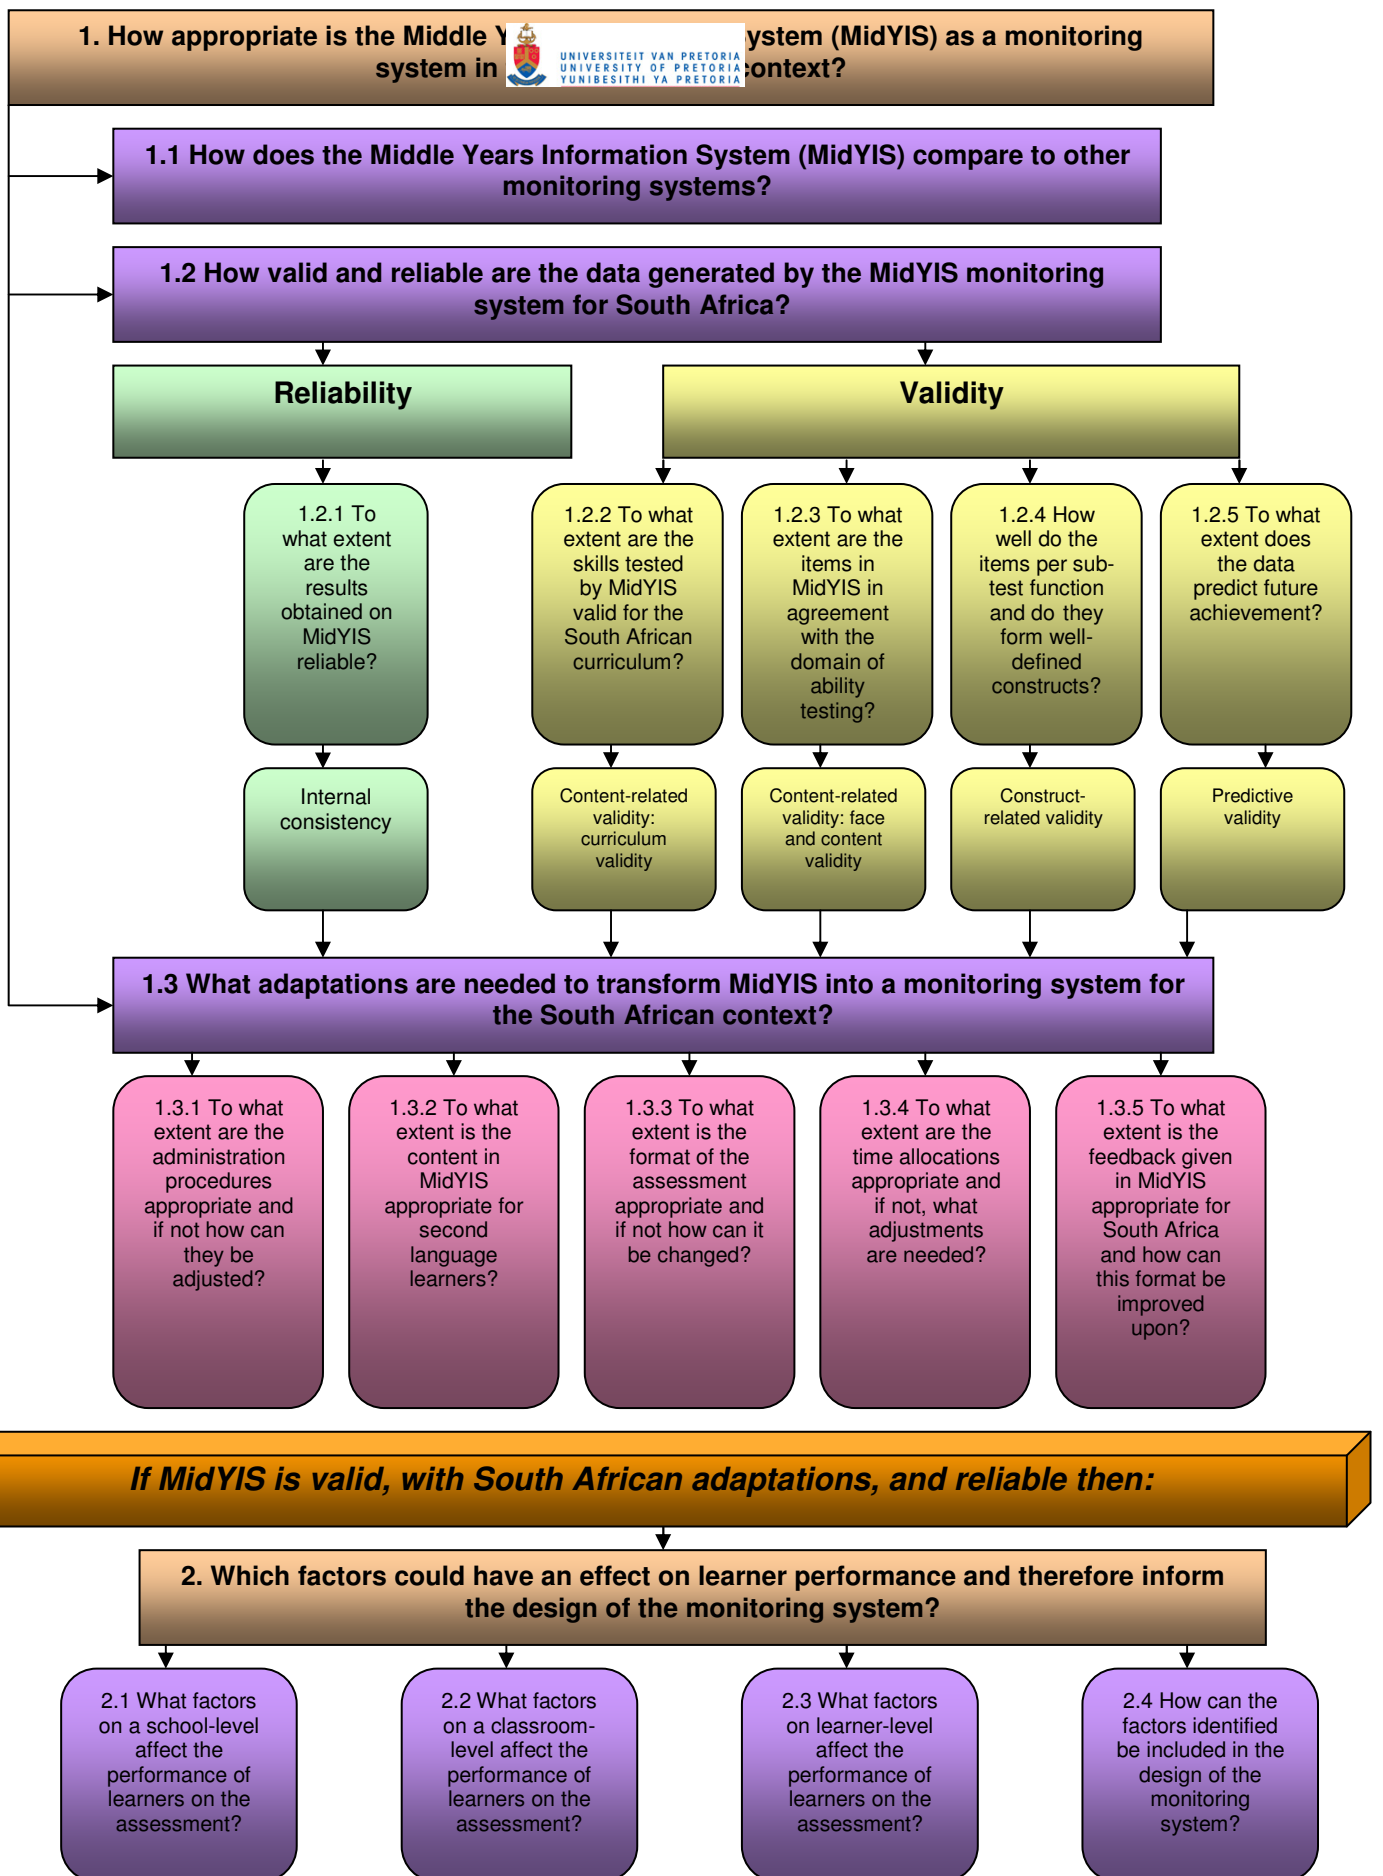 1. How appropriate is the Middle Y ystem (MidYIS) as a monitoring
system in context?
UNIVERSITEIT VAN PRETORIA
UNIVERSITY OF PRETORIA
YUNIBESITHI YA PRETORIA
1.1 How does the Middle Years Information System (MidYIS) compare to other
monitoring systems?
1.2 How valid and reliable are the data generated by the MidYIS monitoring
system for South Africa?
Reliability
Validity
1.2.1 To
what extent
are the
results
obtained on
MidYIS
reliable?
1.2.2 To what
extent are the
skills tested
by MidYIS
valid for the
South African
curriculum?
1.2.3 To what
extent are the
items in
MidYIS in
agreement
with the
domain of
ability
testing?
1.2.4 How
well do the
items per sub-
test function
and do they
form well-
defined
constructs?
1.2.5 To what
extent does
the data
predict future
achievement?
Internal
consistency
Content-related
validity:
curriculum
validity
Content-related
validity: face
and content
validity
Construct-
related validity
Predictive
validity
1.3 What adaptations are needed to transform MidYIS into a monitoring system for
the South African context?
1.3.1 To what
extent are the
administration
procedures
appropriate and
if not how can
they be
adjusted?
1.3.2 To what
extent is the
content in
MidYIS
appropriate for
second
language
learners?
1.3.3 To what
extent is the
format of the
assessment
appropriate and
if not how can it
be changed?
1.3.4 To what
extent are the
time allocations
appropriate and
if not, what
adjustments
are needed?
1.3.5 To what
extent is the
feedback given
in MidYIS
appropriate for
South Africa
and how can
this format be
improved
upon?
If MidYIS is valid, with South African adaptations, and reliable then:
2. Which factors could have an effect on learner performance and therefore inform
the design of the monitoring system?
2.1 What factors
on a school-level
affect the
performance of
learners on the
assessment?
2.2 What factors
on a classroom-
level affect the
performance of
learners on the
assessment?
2.3 What factors
on learner-level
affect the
performance of
learners on the
assessment?
2.4 How can the
factors identified
be included in the
design of the
monitoring
system?